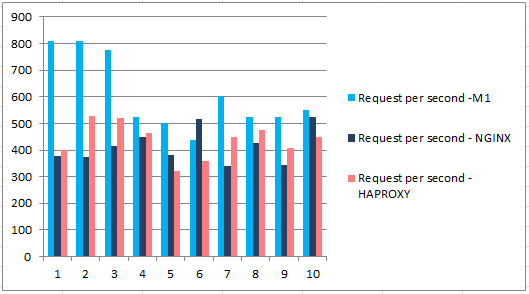 900
800
700
600
500
400
300
200
100
0
1 2 3 4 5 6 7 8 9 10
Request per second -M1
Request per second - NGINX
Request per second -
HAPROXY